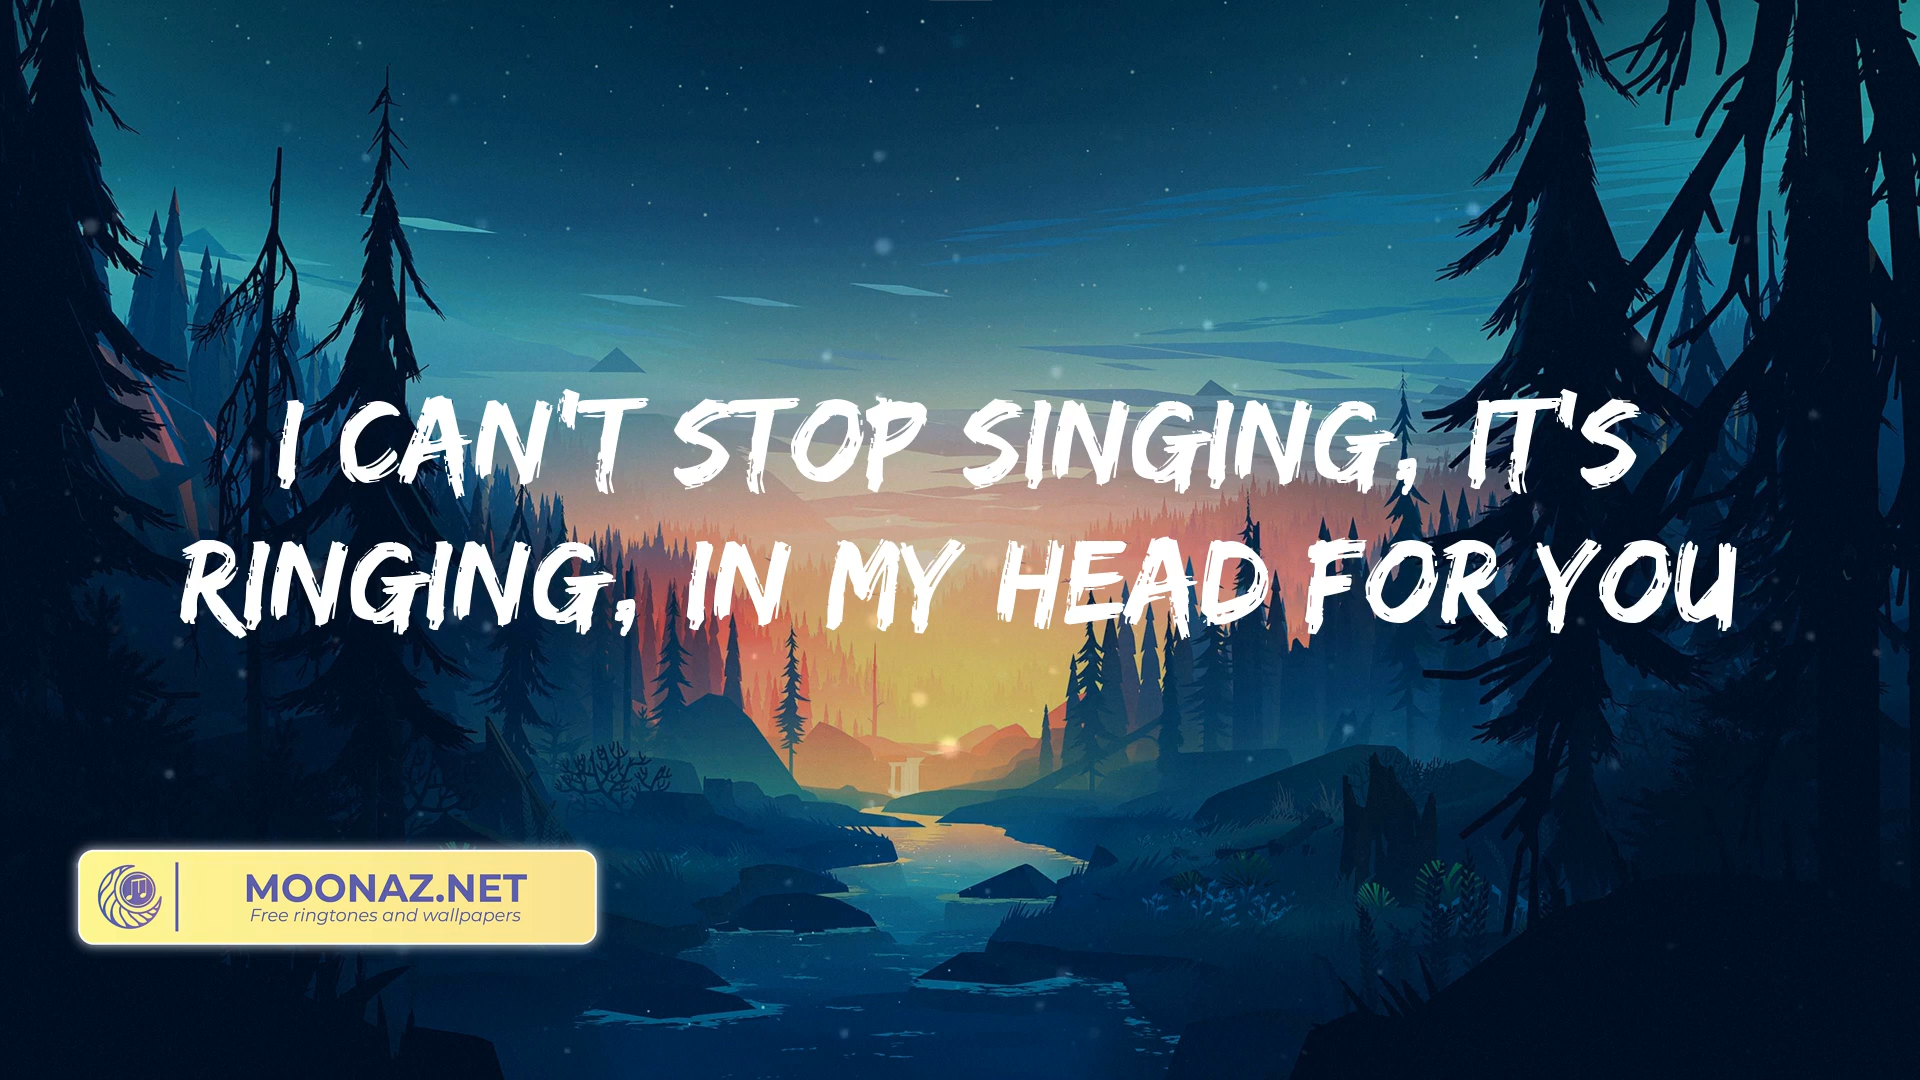 I CAN'T STOP SINGING, IT'S
RINGING, IN MY HEAD FOR YOU
MOONAZ.NET
Free ringtones and wallpapers